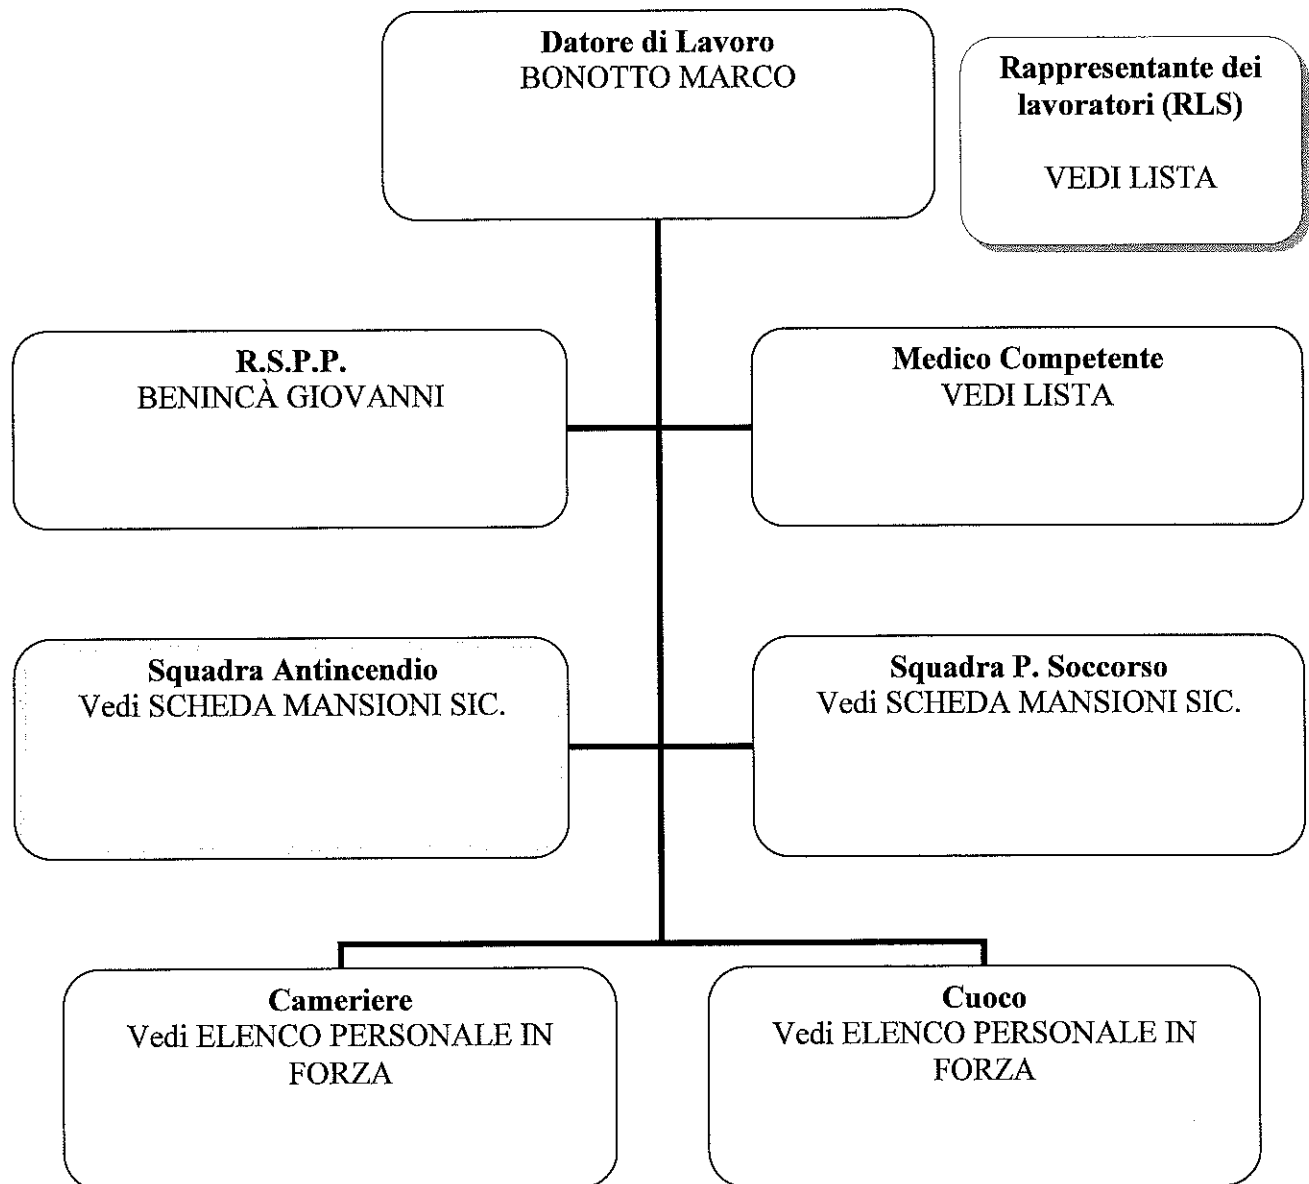 Datore di Lavoro
BONOTTO MARCO
Rappresentante dei
lavoratori (RLS)
VEDI LISTA
R.S.P.P.
BENINCÀ GIOVANNI
Medico Competente
VEDI LISTA
Squadra Antincendio
Vedi SCHEDA MANSIONI SIC.
Squadra P. Soccorso
Vedi SCHEDA MANSIONI SIC.
Cameriere
Vedi ELENCO PERSONALE IN
FORZA
Cuoco
Vedi ELENCO PERSONALE IN
FORZA